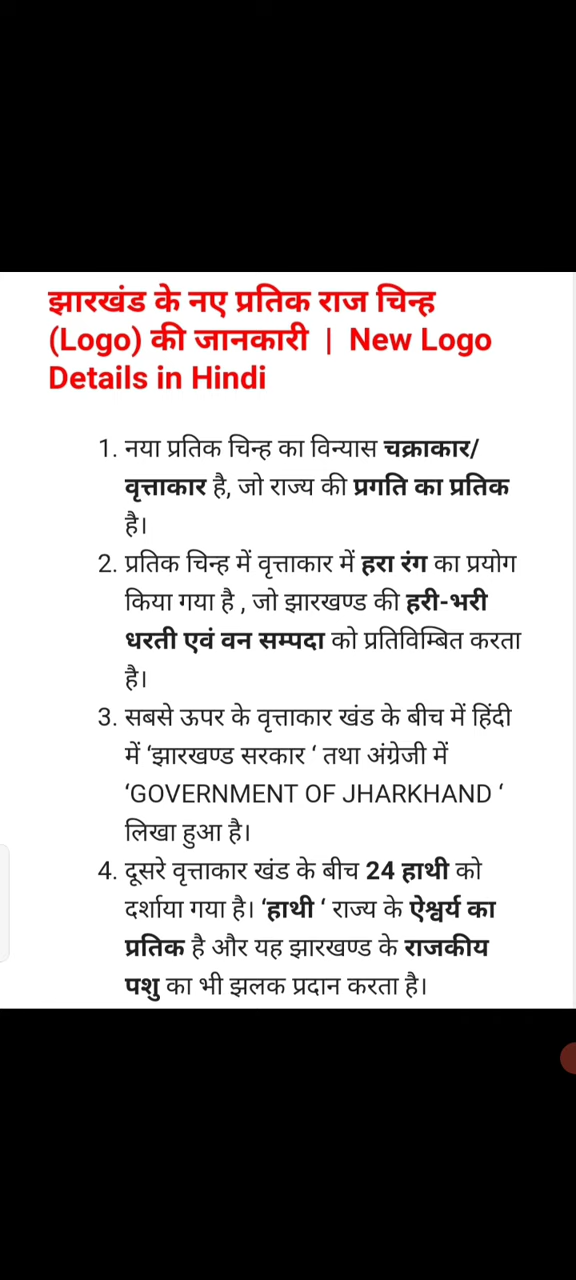 झारखंड के नए प्रतिक राज चिन्ह
(Logo) की जानकारी | New Logo
Details in Hindi
1. नया प्रतिक चिन्ह का विन्यास चक्राकार/
वृत्ताकार है, जो राज्य की प्रगति का प्रतिक
है।
2. प्रतिक चिन्ह में वृत्ताकार में हरा रंग का प्रयोग
किया गया है , जो झारखण्ड की हरी-भरी
धरती एवं वन सम्पदा को प्रतिविम्बित करता
है।
3. सबसे ऊपर के वृत्ताकार खंड के बीच में हिंदी
में ‘झारखण्ड सरकार ‘ तथा अंग्रेजी में
‘GOVERNMENT OF JHARKHAND ‘
लिखा हुआ है।
4. दूसरे वृत्ताकार खंड के बीच 24 हाथी को
दर्शाया गया है। ‘हाथी ‘ राज्य के ऐश्वर्य का
प्रतिक है और यह झारखण्ड के राजकीय
पशु का भी झलक प्रदान करता है।